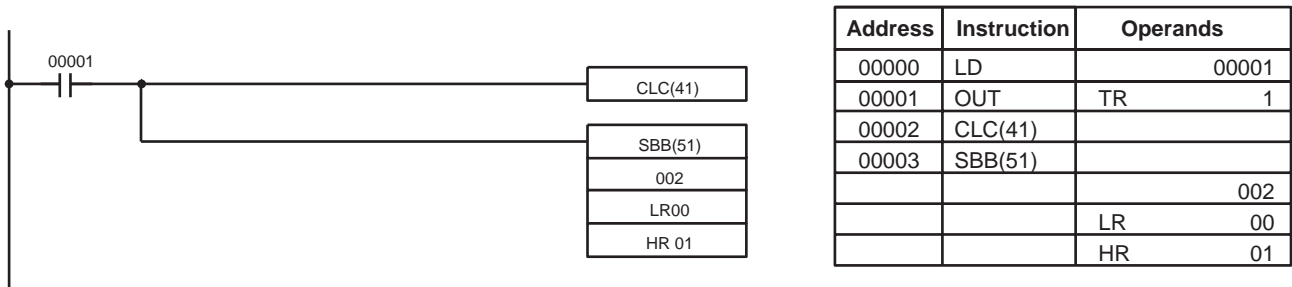 00001
CLC(41)
SBB(51)
002
LR00
HR 01
Address Instruction Operands
00000 LD 00001
00001 OUT TR 1
00002 CLC(41)
00003 SBB(51)
002
LR 00
HR 01